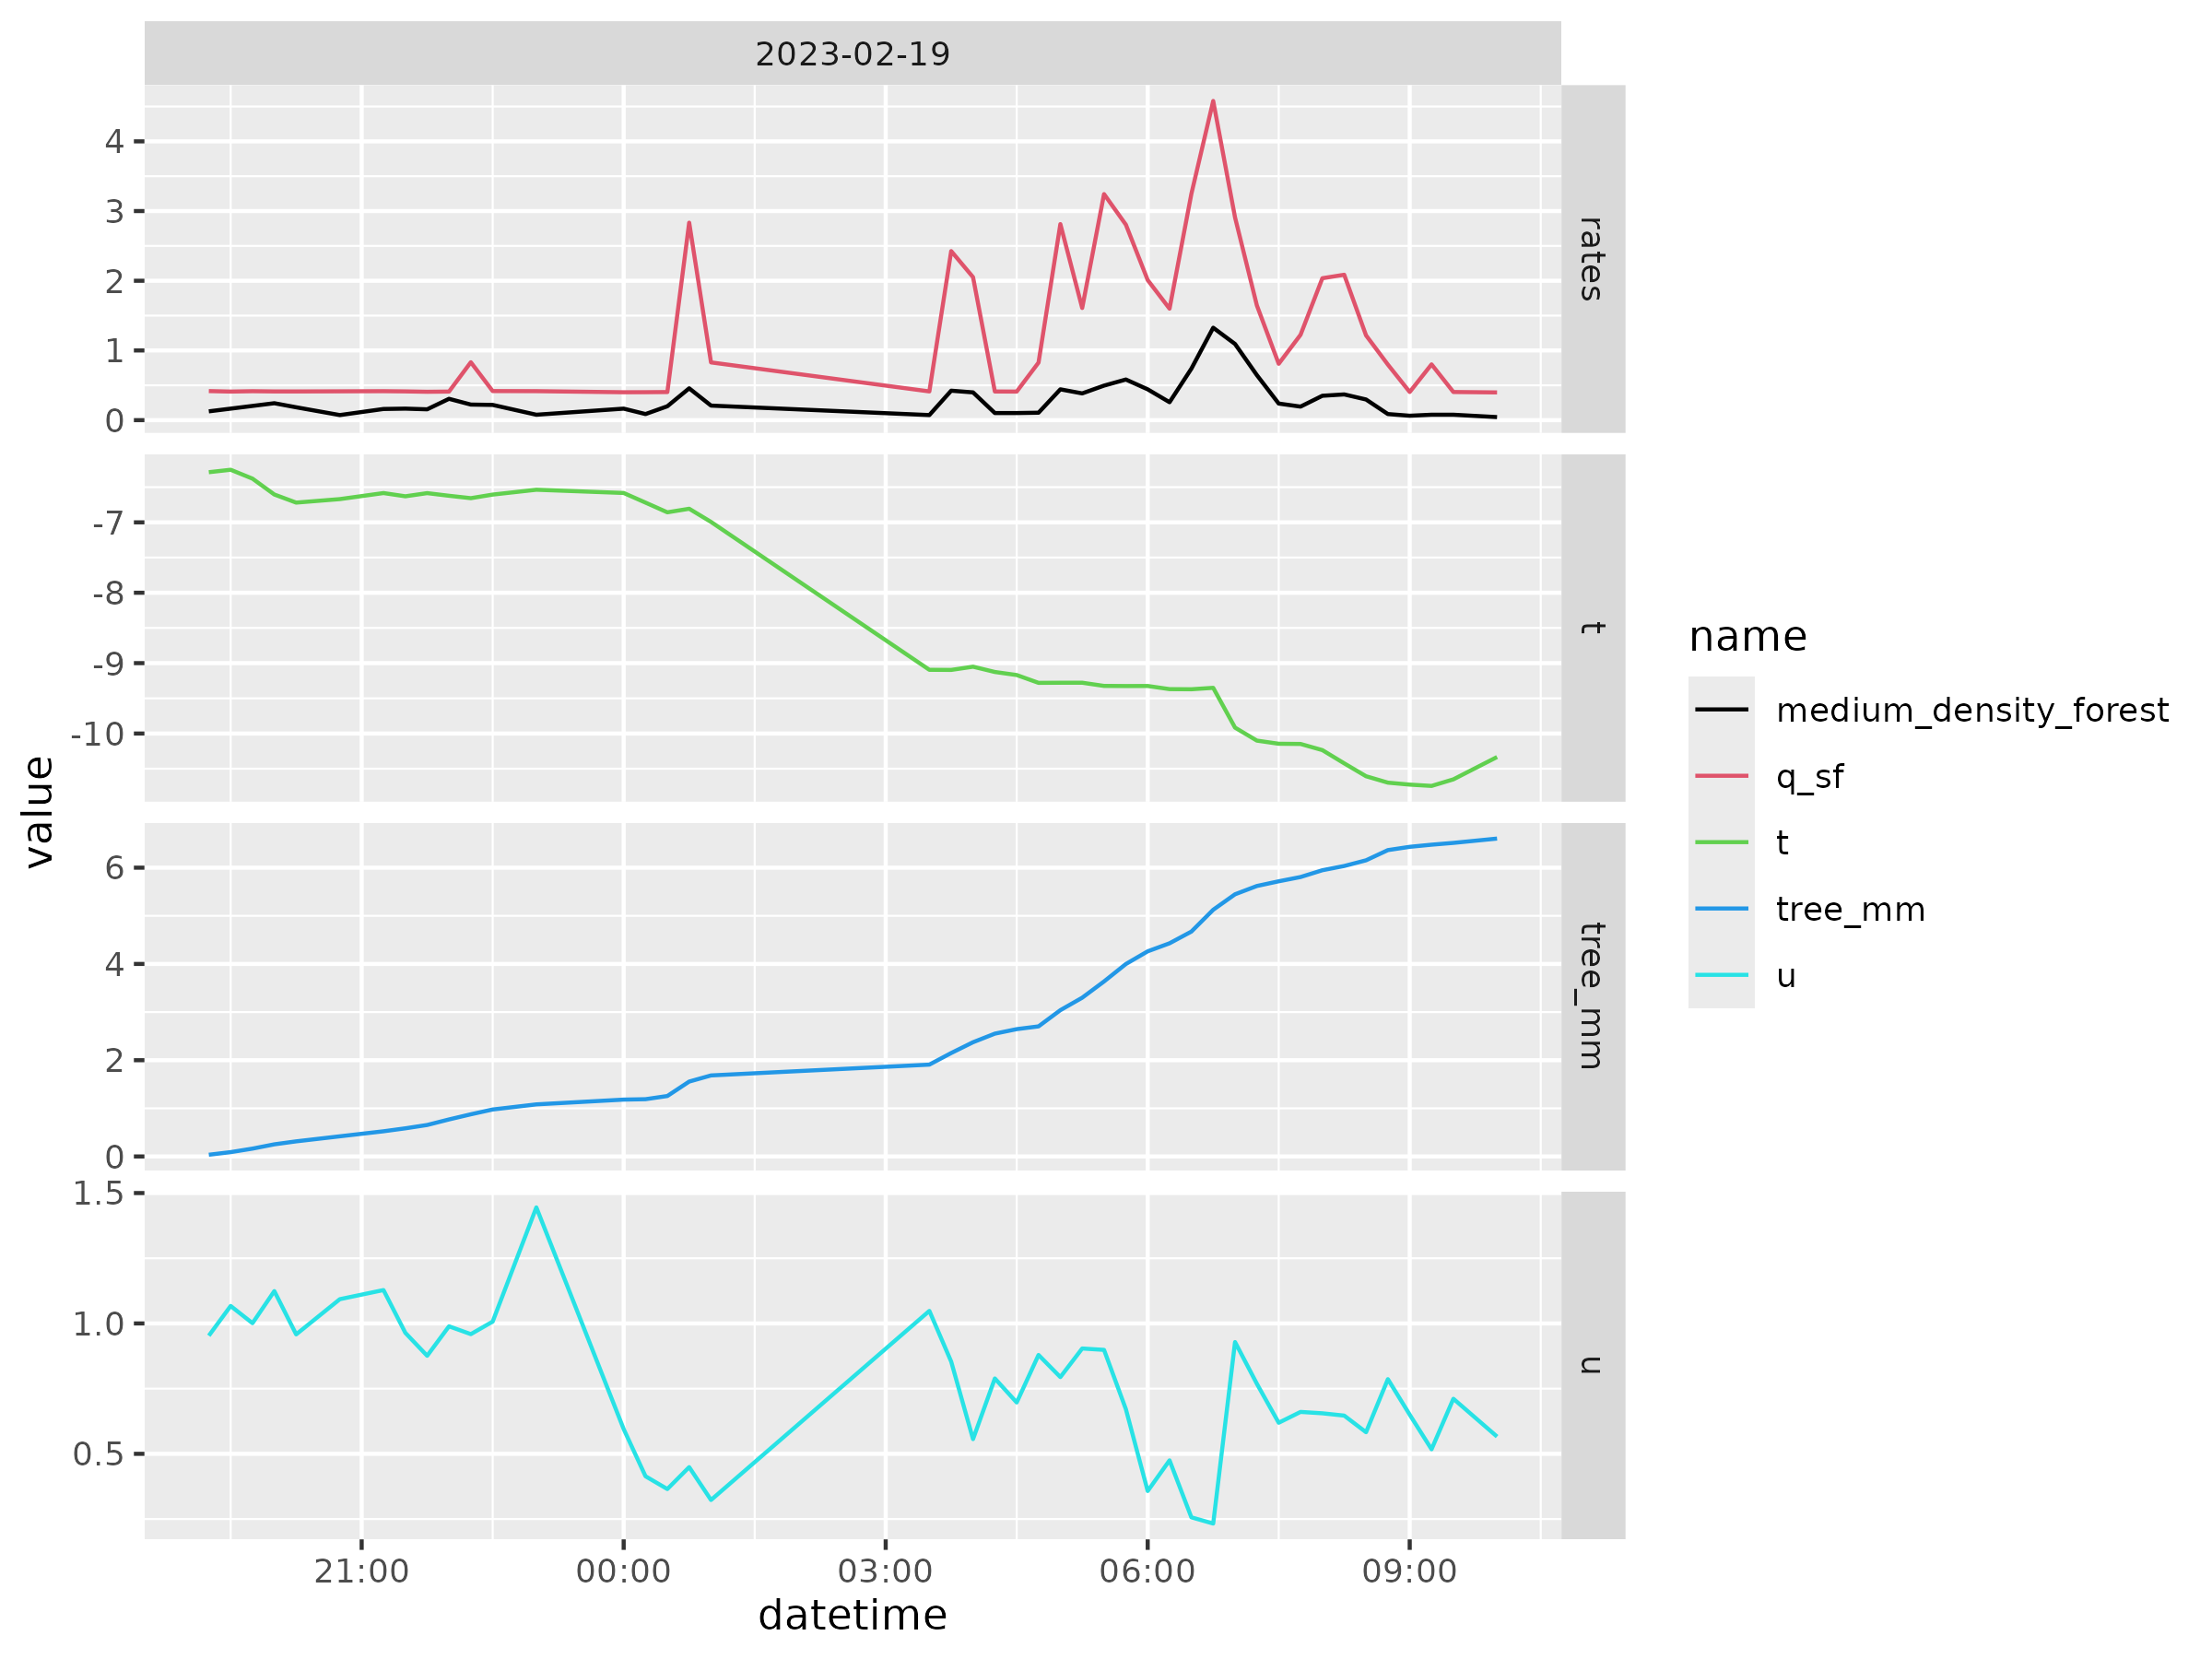 2023-02-19
4
3
2
1
0
rates
-7
-8
-9
-10
t
6
4
2
0
tree_mm
1.5
1.0
0.5
u
21:00 00:00 03:00 06:00 09:00
datetime
value
name
medium_density_forest
q_sf
t
tree_mm
u